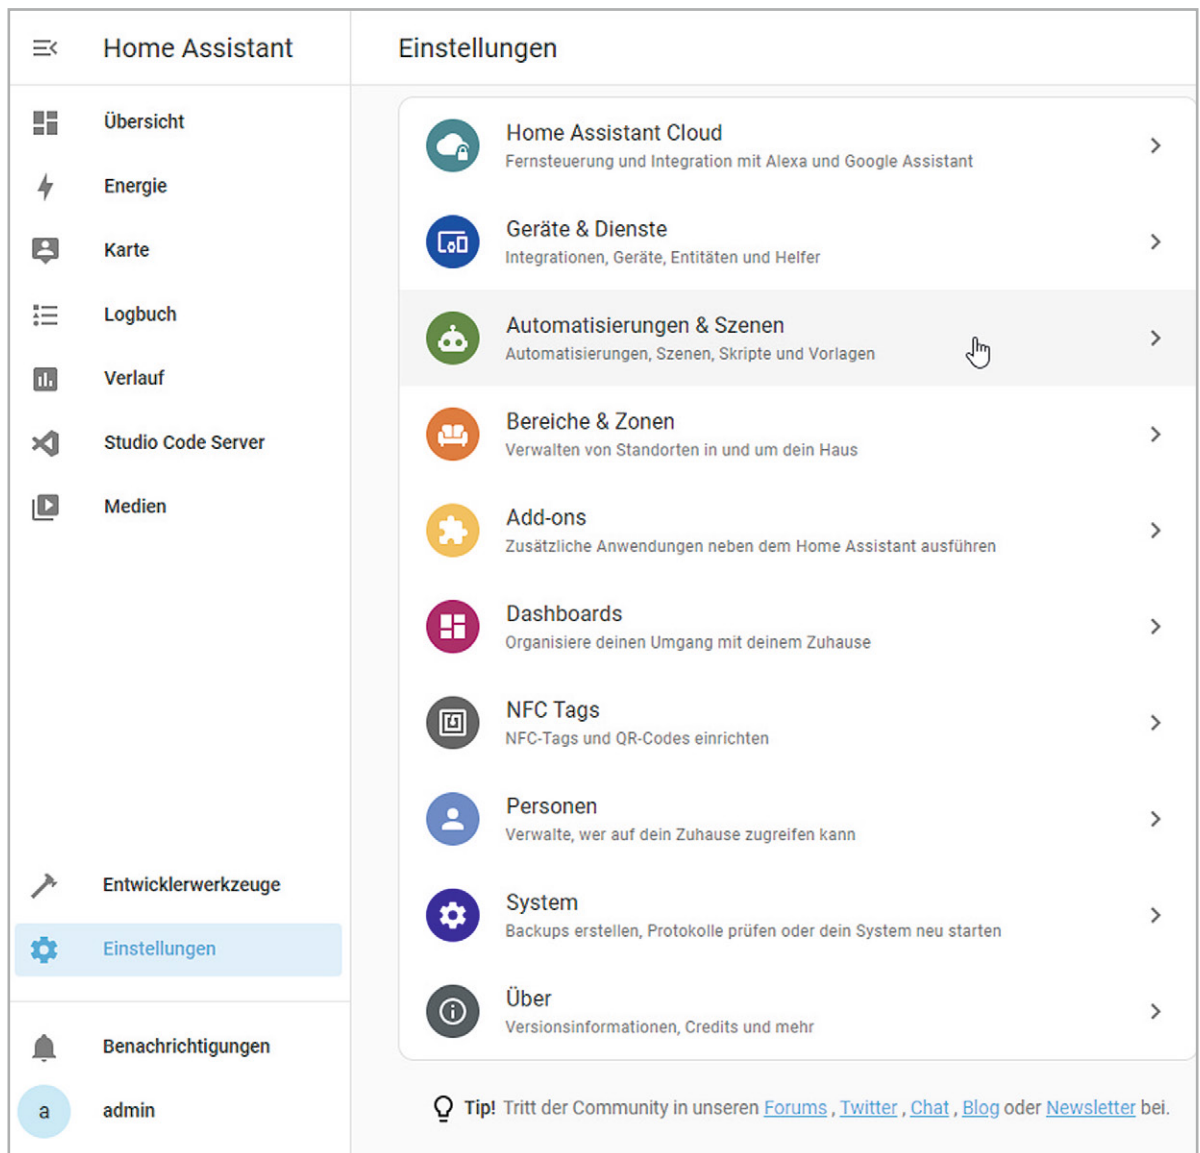 Home Assistant
Übersicht
Energie
Karte
Logbuch
Verlauf
Studio Code Server
Medien
Entwicklerwerkzeuge
Einstellungen
Benachrichtigungen
a admin
Einstellungen
Home Assistant Cloud
Fernsteuerung und Integration mit Alexa und Google Assistant
Geräte & Dienste
Integrationen, Geräte, Entitäten und Helfer
Automatisierungen & Szenen
Automatisierungen, Szenen, Skripte und Vorlagen
Bereiche & Zonen
Verwalten von Standorten in und um dein Haus
Add-ons
Zusätzliche Anwendungen neben dem Home Assistant ausführen
Dashboards
Organisiere deinen Umgang mit deinem Zuhause
NFC Tags
NFC-Tags und QR-Codes einrichten
Personen
Verwalte, wer auf dein Zuhause zugreifen kann
System
Backups erstellen, Protokolle prüfen oder dein System neu starten
Über
Versionsinformationen, Credits und mehr
Tip! Tritt der Community in unseren Forums , Twitter , Chat , Blog oder Newsletter bei.